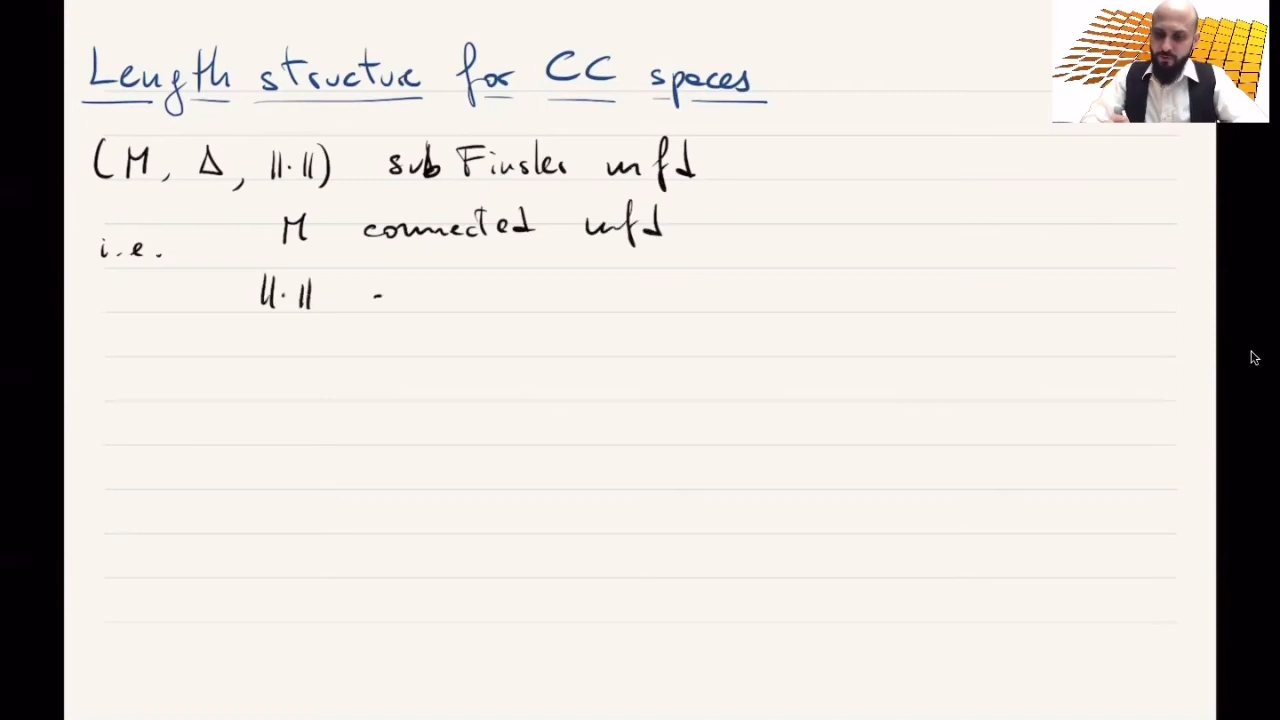 Length structure for CC spaces
(M, Δ, ||·||) sub Finsler mfd
i.e. M connected mfd
||·|| -